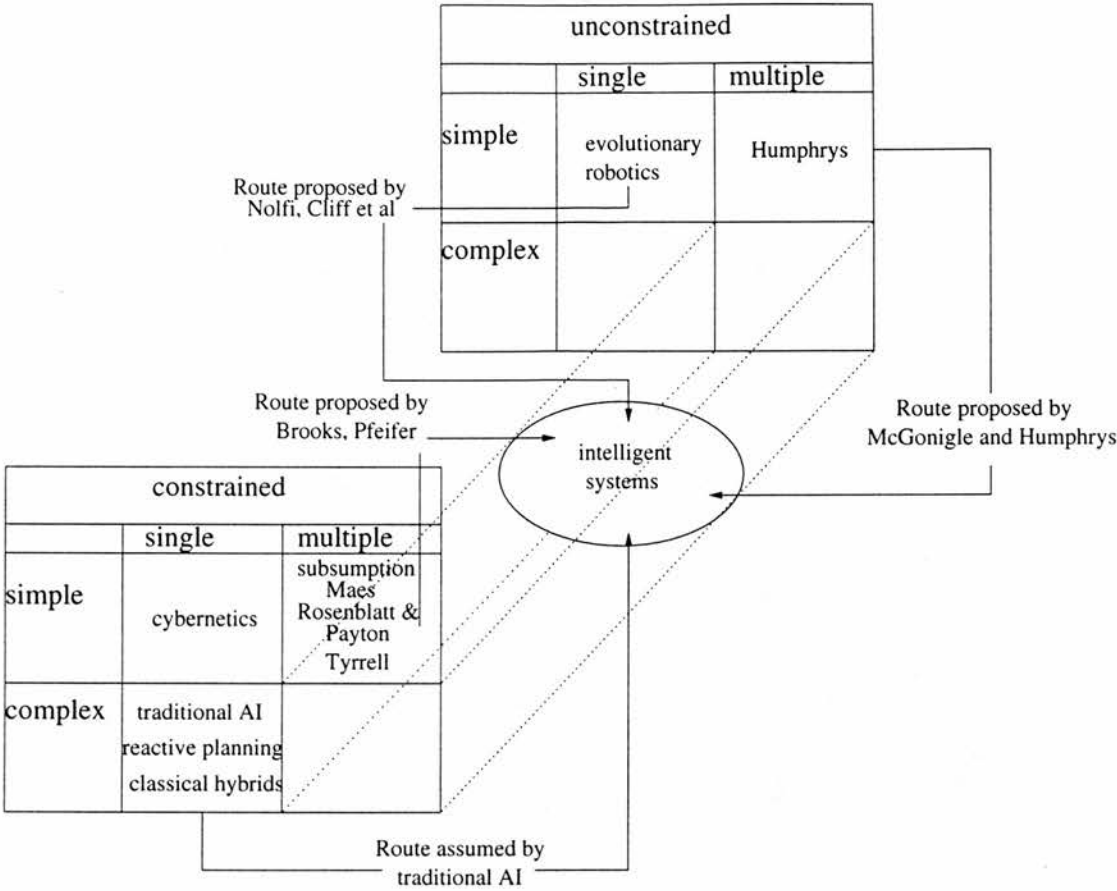 unconstrained
single multiple
simple
evolutionary
robotics
Humphrys
complex
Route proposed by
Nolfi, Cliff et al
Route proposed by
Brooks, Pfeifer
intelligent
systems
Route proposed by
McGonigle and Humphrys
constrained
single multiple
simple
cybernetics
subsumption
Maes
Rosenblatt &
Payton
Tyrrell
complex
traditional AI
reactive planning
classical hybrids
Route assumed by
traditional AI